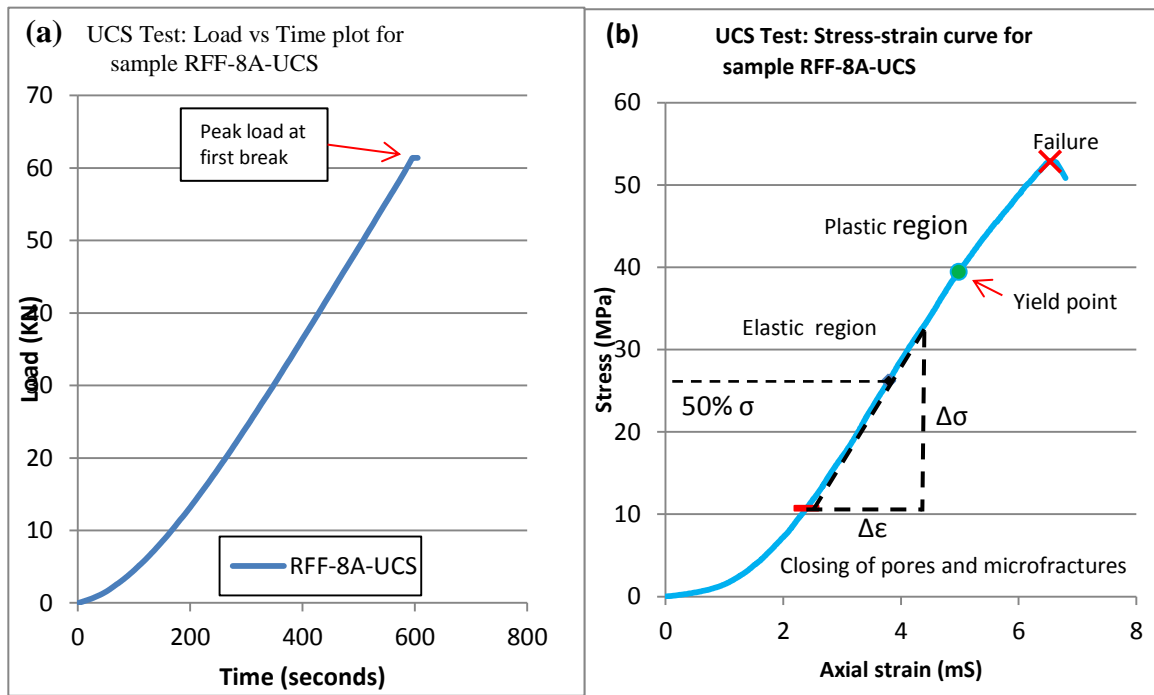 (a) UCS Test: Load vs Time plot for
sample RFF-8A-UCS
70
60
50
40
30
20
10
0
Load (KN)
Peak load at
first break
RFF-8A-UCS
0 200 400 600 800
Time (seconds)
(b) UCS Test: Stress-strain curve for
sample RFF-8A-UCS
60
50
40
30
20
10
0
Stress (MPa)
Failure
Plastic region
Yield point
Elastic region
50% σ
Δσ
Δε
Closing of pores and microfractures
0 2 4 6 8
Axial strain (mS)